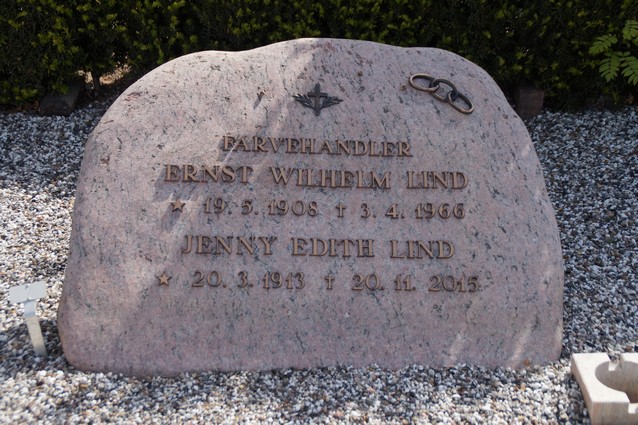 FARVEHANDLER
ERNST WILHELM LIND
★ 19. 5. 1908 † 3. 4. 1966
JENNY EDITH LIND
★ 20. 3. 1913 † 20. 11. 2015